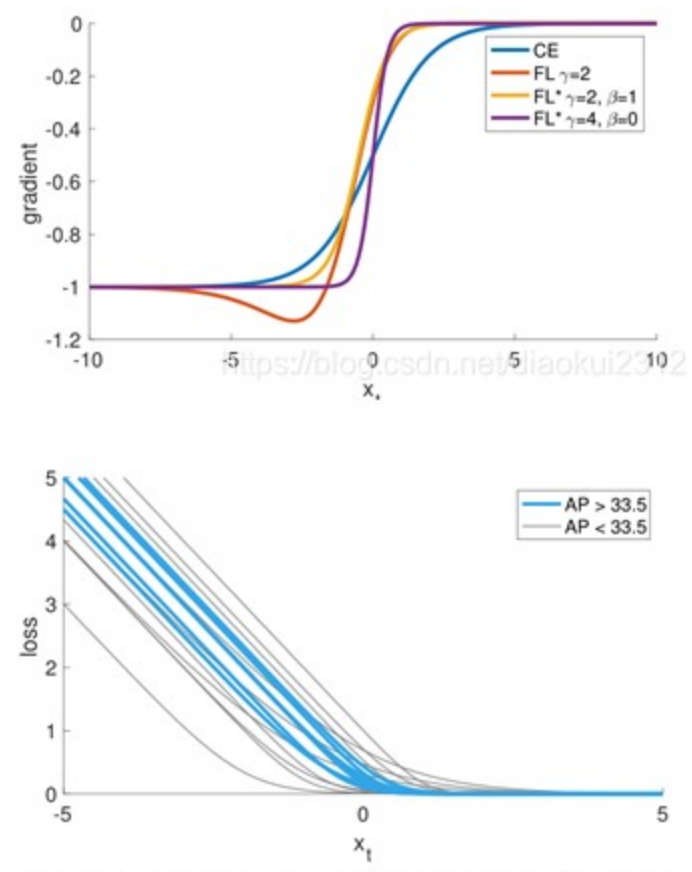 0
-0.2
-0.4
-0.6
-0.8
-1
-1.2
gradient
CE
FL γ=2
FL* γ=2, β=1
FL* γ=4, β=0
-10
-5
0
5
10
https://blog.csdn.net/diaokui2312
x
5
4
3
2
1
0
loss
AP > 33.5
AP < 33.5
-5
0
5
xt